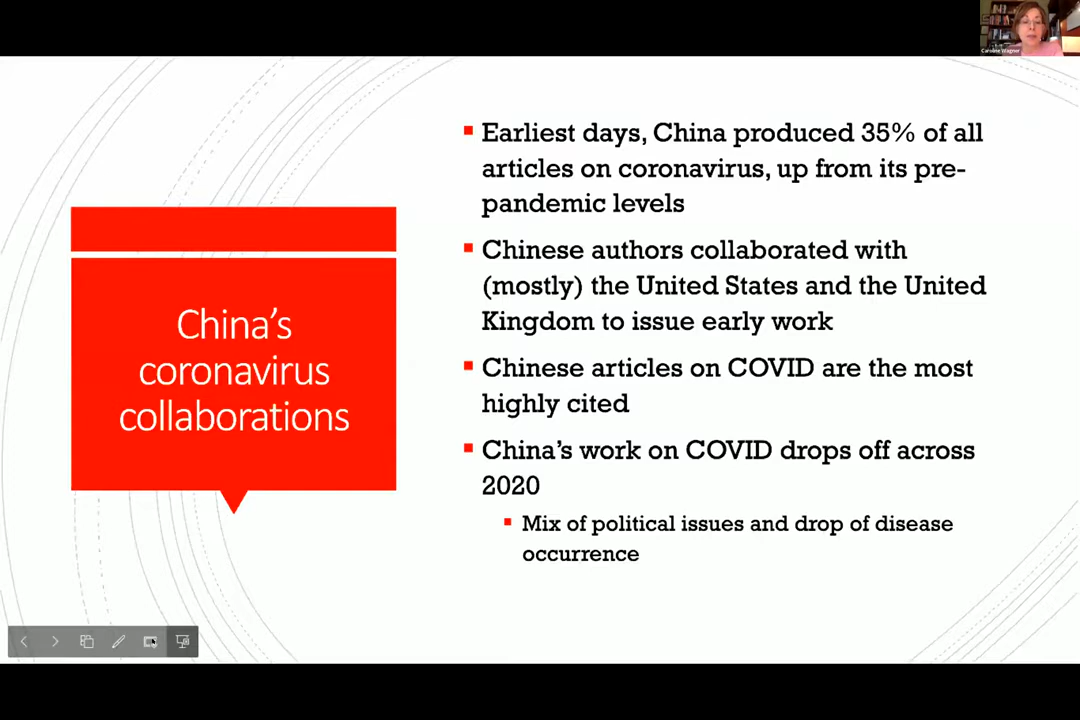 Caroline Wagner
China's
coronavirus
collaborations
Earliest days, China produced 35% of all
articles on coronavirus, up from its pre-
pandemic levels
Chinese authors collaborated with
(mostly) the United States and the United
Kingdom to issue early work
Chinese articles on COVID are the most
highly cited
China's work on COVID drops off across
2020
Mix of political issues and drop of disease
occurrence